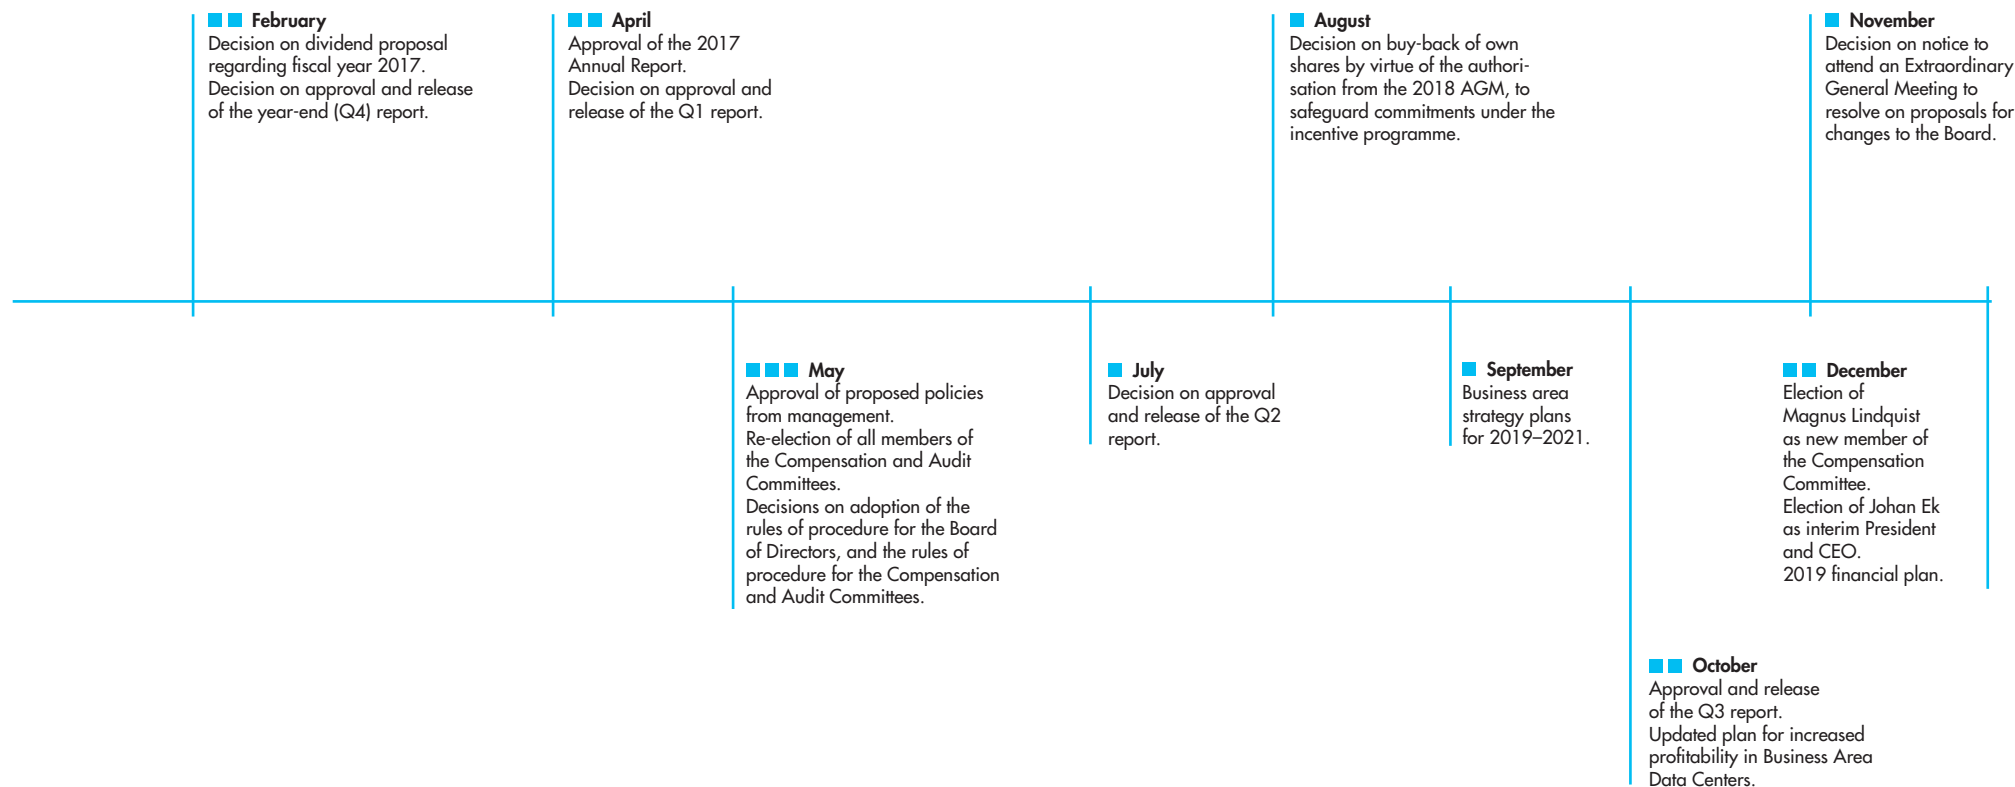 February
Decision on dividend proposal
regarding fiscal year 2017.
Decision on approval and release
of the year-end (Q4) report.
April
Approval of the 2017
Annual Report.
Decision on approval and
release of the Q1 report.
August
Decision on buy-back of own
shares by virtue of the authori-
sation from the 2018 AGM, to
safeguard commitments under the
incentive programme.
November
Decision on notice to
attend an Extraordinary
General Meeting to
resolve on proposals for
changes to the Board.
May
Approval of proposed policies
from management.
Re-election of all members of
the Compensation and Audit
Committees.
Decisions on adoption of the
rules of procedure for the Board
of Directors, and the rules of
procedure for the Compensation
and Audit Committees.
July
Decision on approval
and release of the Q2
report.
September
Business area
strategy plans
for 2019–2021.
December
Election of
Magnus Lindquist
as new member of
the Compensation
Committee.
Election of Johan Ek
as interim President
and CEO.
2019 financial plan.
October
Approval and release
of the Q3 report.
Updated plan for increased
profitability in Business Area
Data Centers.